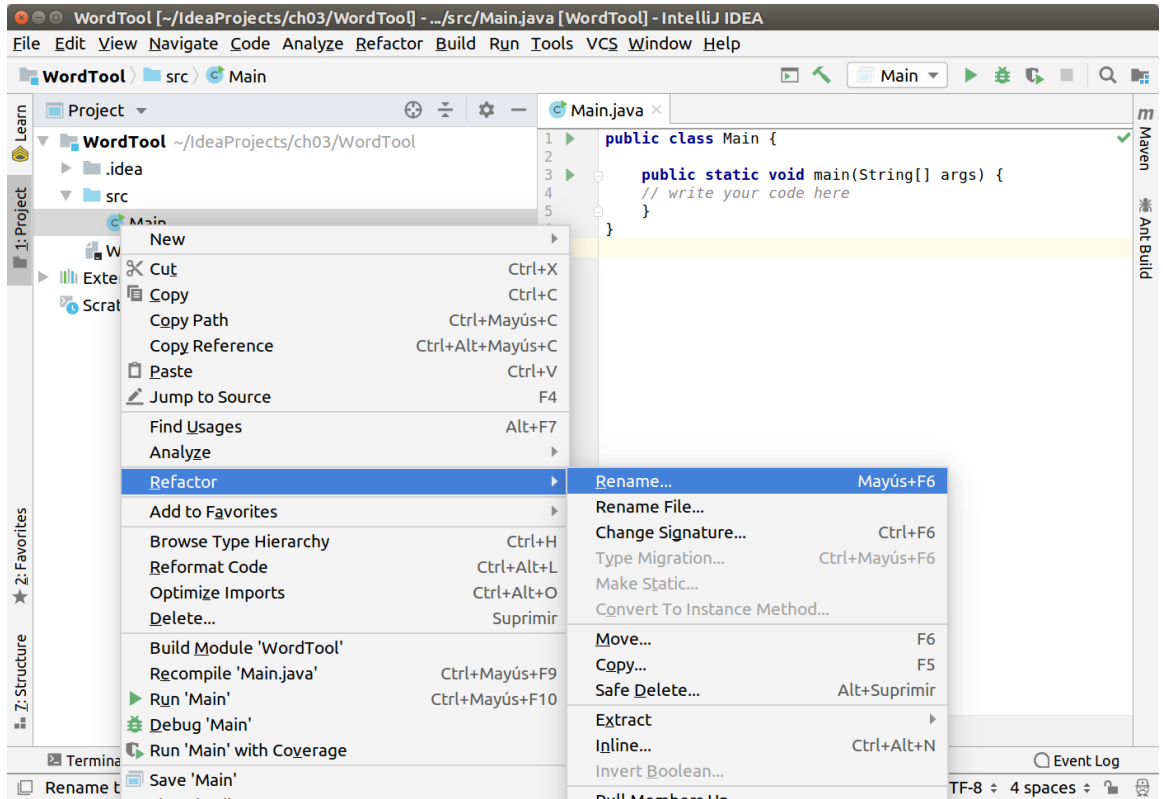 WordTool [~/IdeaProjects/ch03/WordTool] - .../src/Main.java [WordTool] - IntelliJ IDEA
File Edit View Navigate Code Analyze Refactor Build Run Tools VCS Window Help
WordTool src Main
Main
Learn
1: Project
2: Favorites
7: Structure
Project
WordTool ~/IdeaProjects/ch03/WordTool
.idea
src
Main
Main.java
1 public class Main {
2
3 public static void main(String[] args) {
4 // write your code here
5 }
}
m Maven
Ant Build
New
Cut Ctrl+X
Copy Ctrl+C
Copy Path Ctrl+Mayús+C
Copy Reference Ctrl+Alt+Mayús+C
Paste Ctrl+V
Jump to Source F4
Find Usages Alt+F7
Analyze
Refactor
Add to Favorites
Browse Type Hierarchy Ctrl+H
Reformat Code Ctrl+Alt+L
Optimize Imports Ctrl+Alt+O
Delete... Suprimir
Build Module 'WordTool'
Recompile 'Main.java' Ctrl+Mayús+F9
Run 'Main' Ctrl+Mayús+F10
Debug 'Main'
Run 'Main' with Coverage
Save 'Main'
Rename... Mayús+F6
Rename File...
Change Signature... Ctrl+F6
Type Migration... Ctrl+Mayús+F6
Make Static...
Convert To Instance Method...
Move... F6
Copy... F5
Safe Delete... Alt+Suprimir
Extract
Inline... Ctrl+Alt+N
Invert Boolean...
Pull Members Up
Event Log
Rename
TF-8 4 spaces